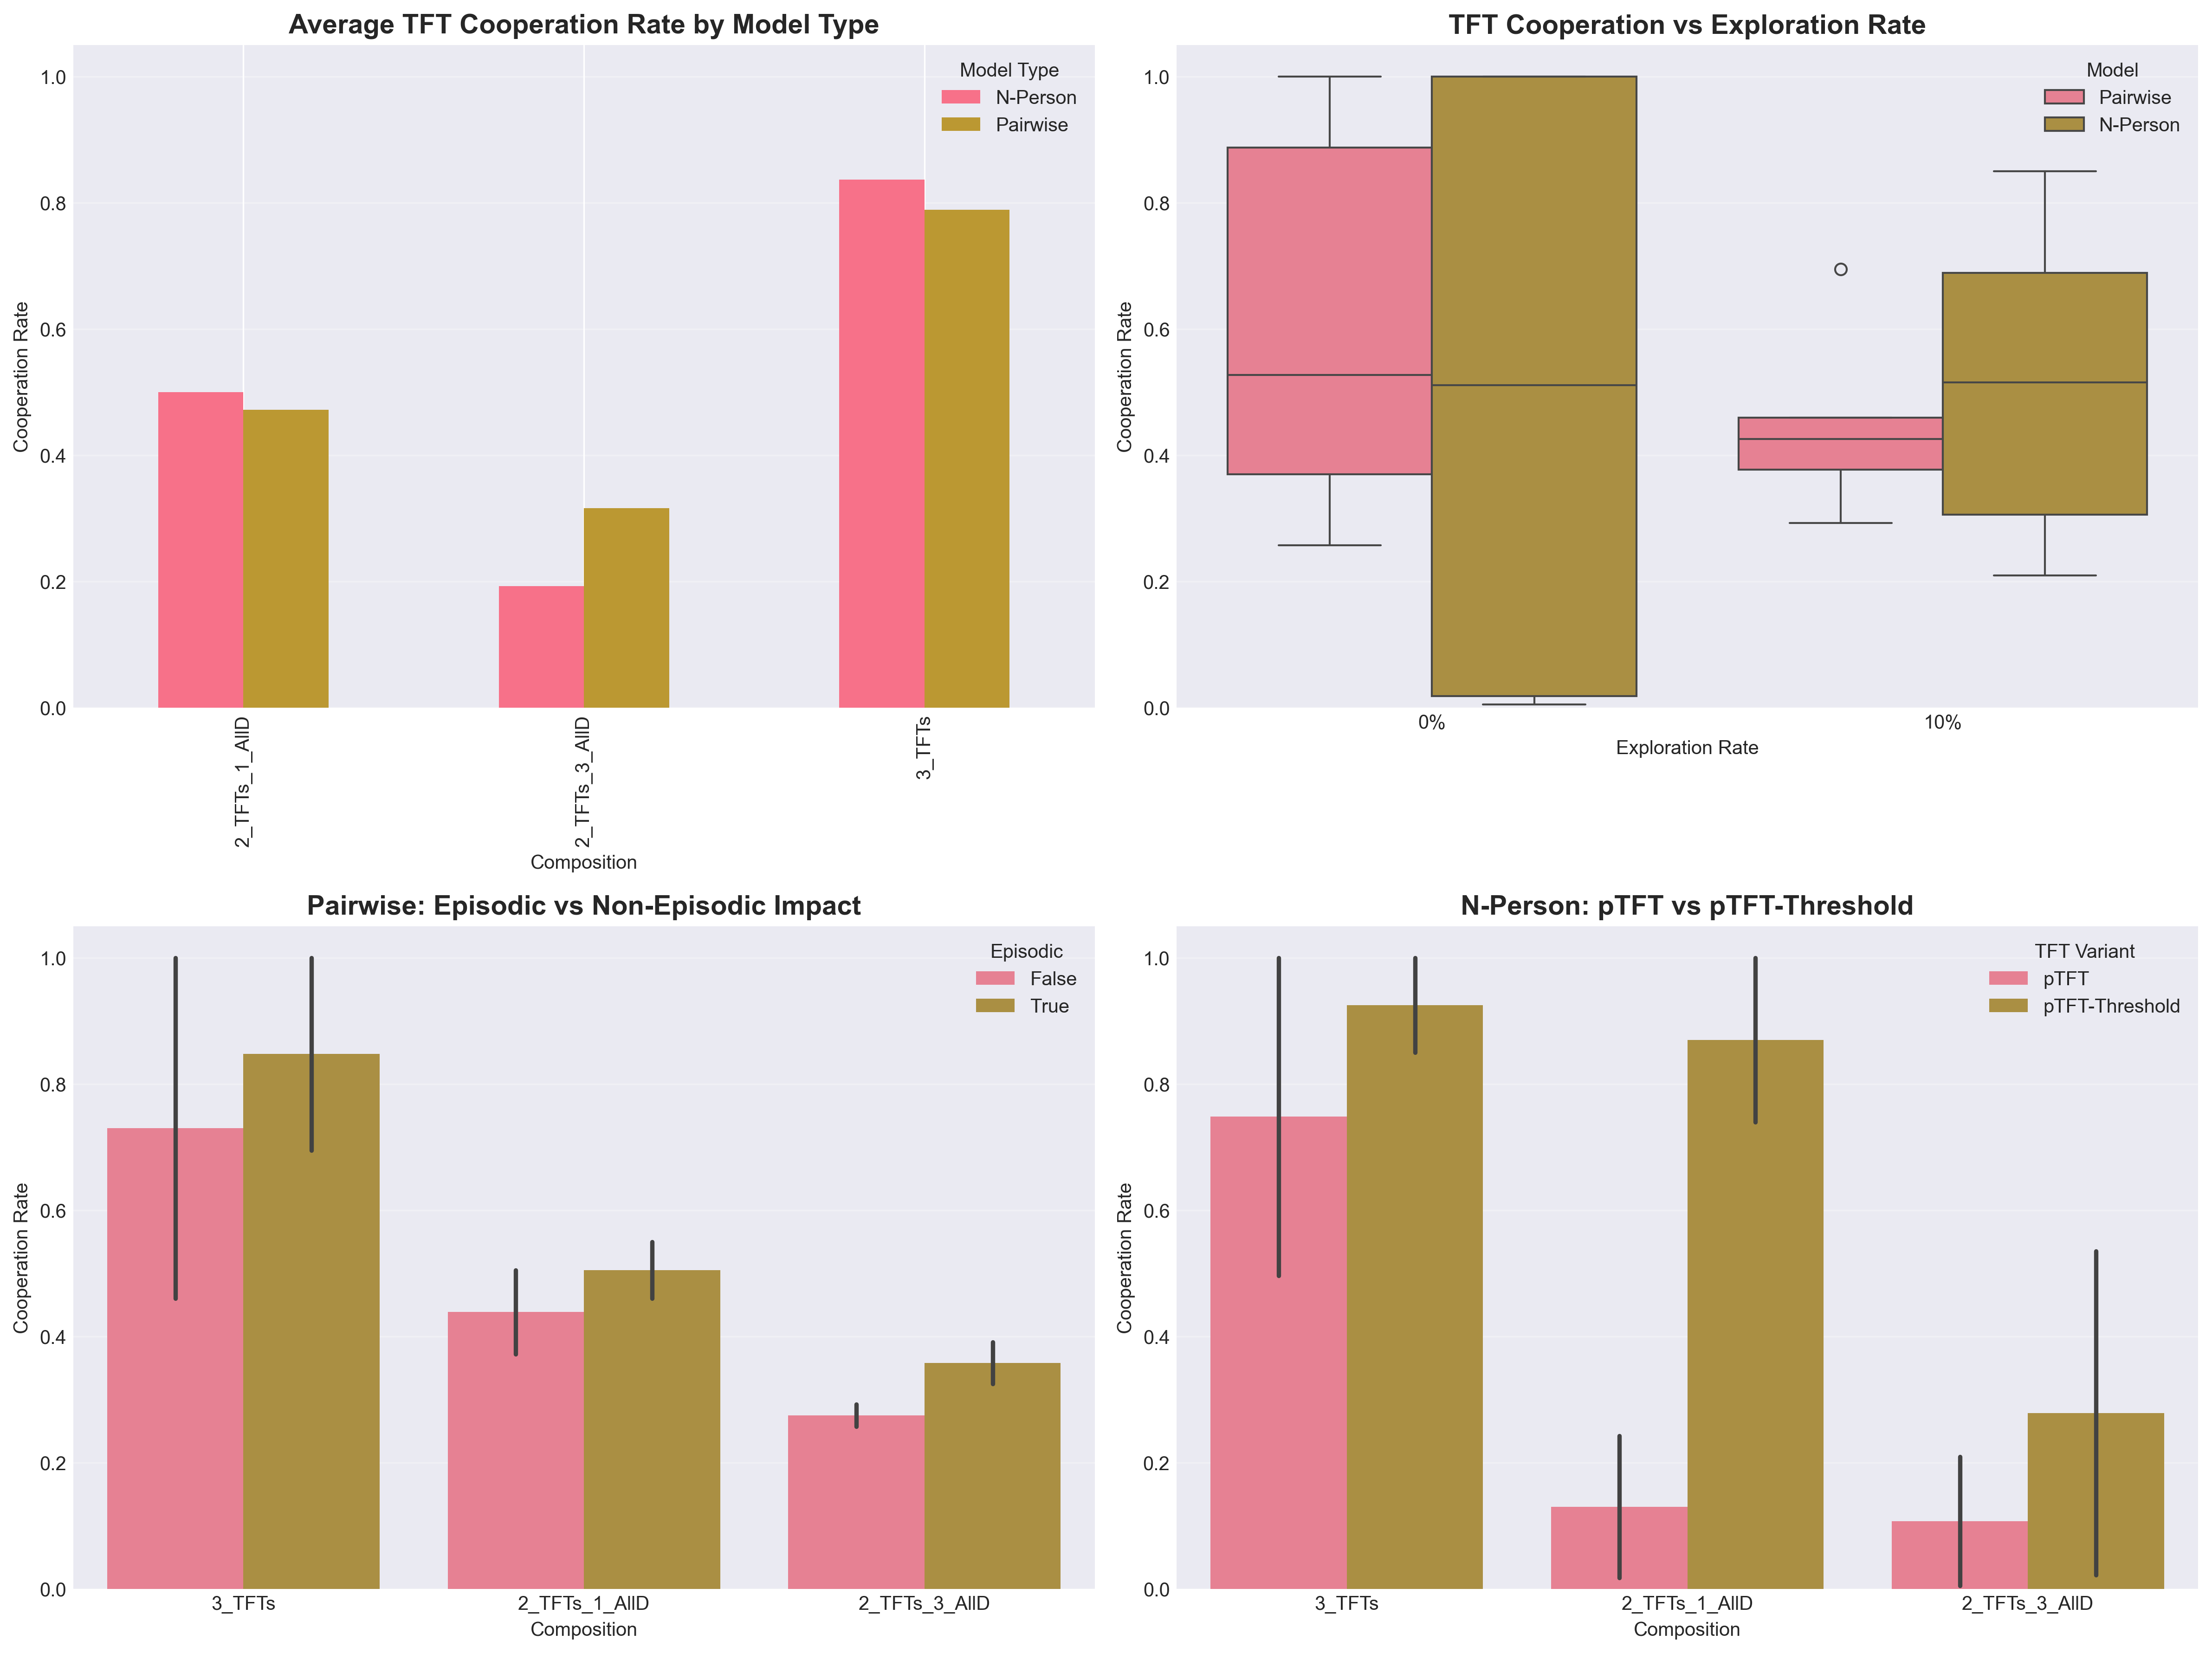 Average TFT Cooperation Rate by Model Type
Cooperation Rate
1.0
0.8
0.6
0.4
0.2
0.0
Model Type
N-Person
Pairwise
2_TFTs_1_AllD
2_TFTs_3_AllD
3_TFTs
Composition
TFT Cooperation vs Exploration Rate
Cooperation Rate
1.0
0.8
0.6
0.4
0.2
0.0
Model
Pairwise
N-Person
0%
10%
Exploration Rate
Pairwise: Episodic vs Non-Episodic Impact
Cooperation Rate
1.0
0.8
0.6
0.4
0.2
0.0
Episodic
False
True
3_TFTs
2_TFTs_1_AllD
2_TFTs_3_AllD
Composition
N-Person: pTFT vs pTFT-Threshold
Cooperation Rate
1.0
0.8
0.6
0.4
0.2
0.0
TFT Variant
pTFT
pTFT-Threshold
3_TFTs
2_TFTs_1_AllD
2_TFTs_3_AllD
Composition